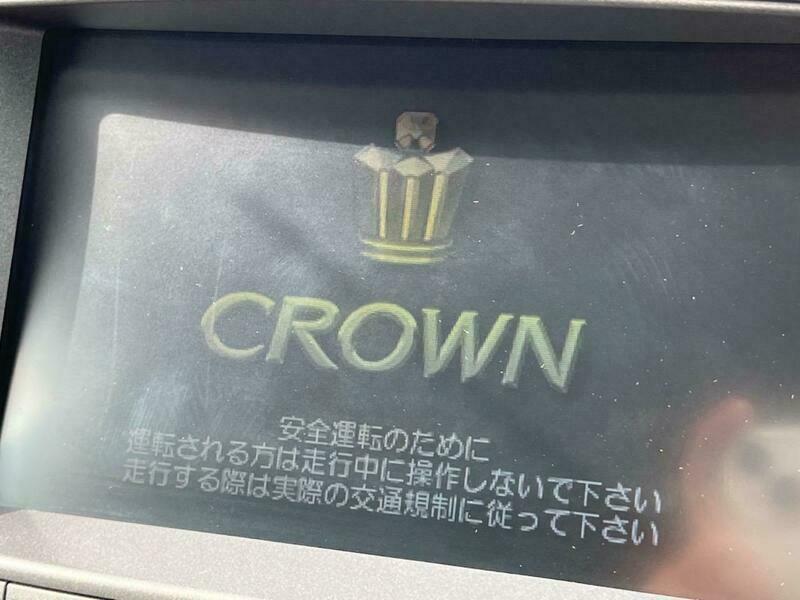 CROWN
安全運転のために
運転される方は走行中に操作しないで下さい
走行する際は実際の交通規制に従って下さい